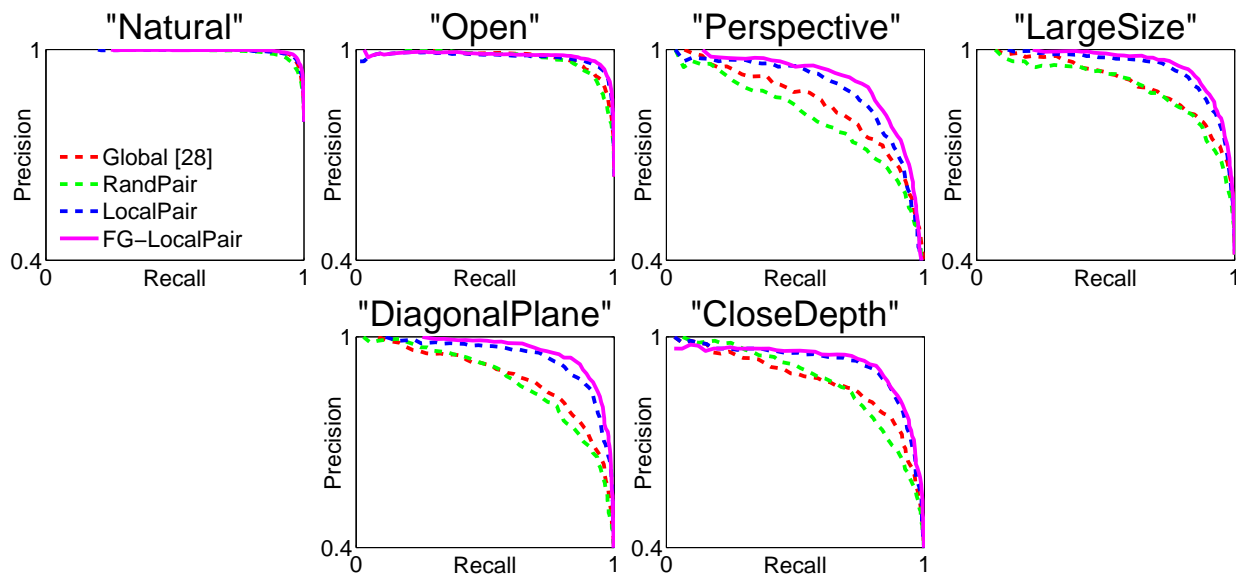 "Natural"
1
Precision
Global [28]
RandPair
LocalPair
FG−LocalPair
0.4
0
Recall
1
"Open"
1
Precision
0.4
0
Recall
1
"Perspective"
1
Precision
0.4
0
Recall
1
"LargeSize"
1
Precision
0.4
0
Recall
1
"DiagonalPlane"
1
Precision
0.4
0
Recall
1
"CloseDepth"
1
Precision
0.4
0
Recall
1